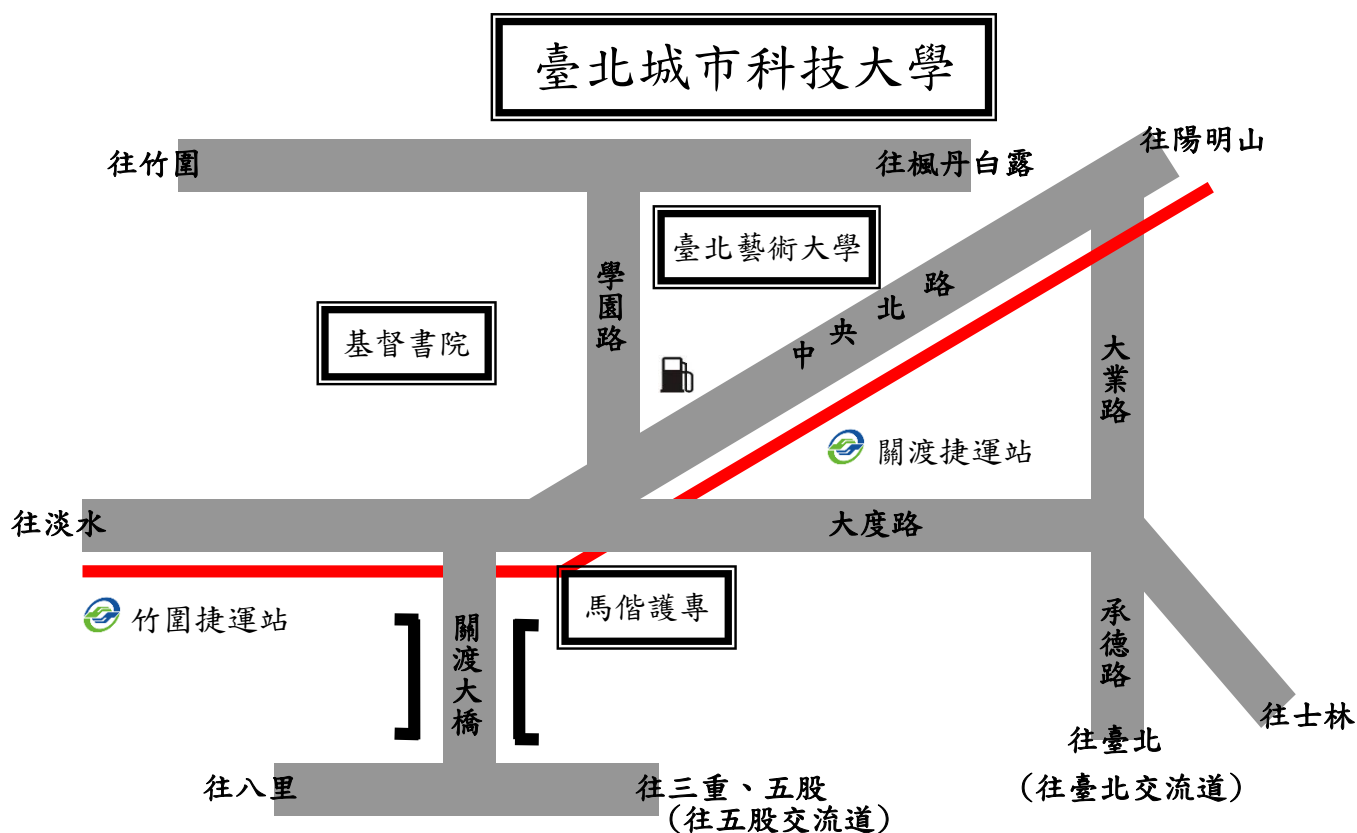 臺北城市科技大學
往陽明山
往竹圍
往楓丹白露
臺北藝術大學
學園路
中央北路
基督書院
大業路
關渡捷運站
往淡水
大度路
馬偕護專
竹圍捷運站
關渡大橋
承德路
往士林
往臺北
(往臺北交流道)
往八里
往三重、五股
(往五股交流道)